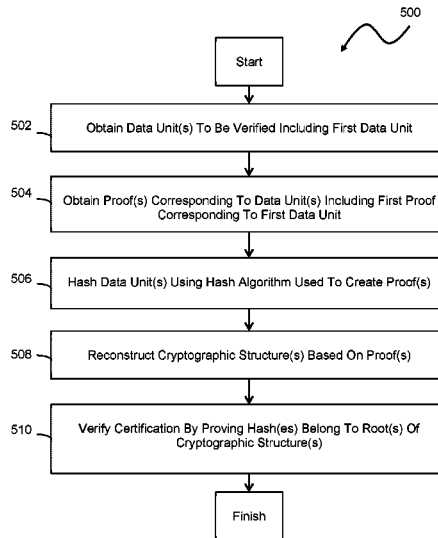 500
Start
502
Obtain Data Unit(s) To Be Verified Including First Data Unit
504
Obtain Proof(s) Corresponding To Data Unit(s) Including First Proof
Corresponding To First Data Unit
506
Hash Data Unit(s) Using Hash Algorithm Used To Create Proof(s)
508
Reconstruct Cryptographic Structure(s) Based On Proof(s)
510
Verify Certification By Proving Hash(es) Belong To Root(s) Of
Cryptographic Structure(s)
Finish